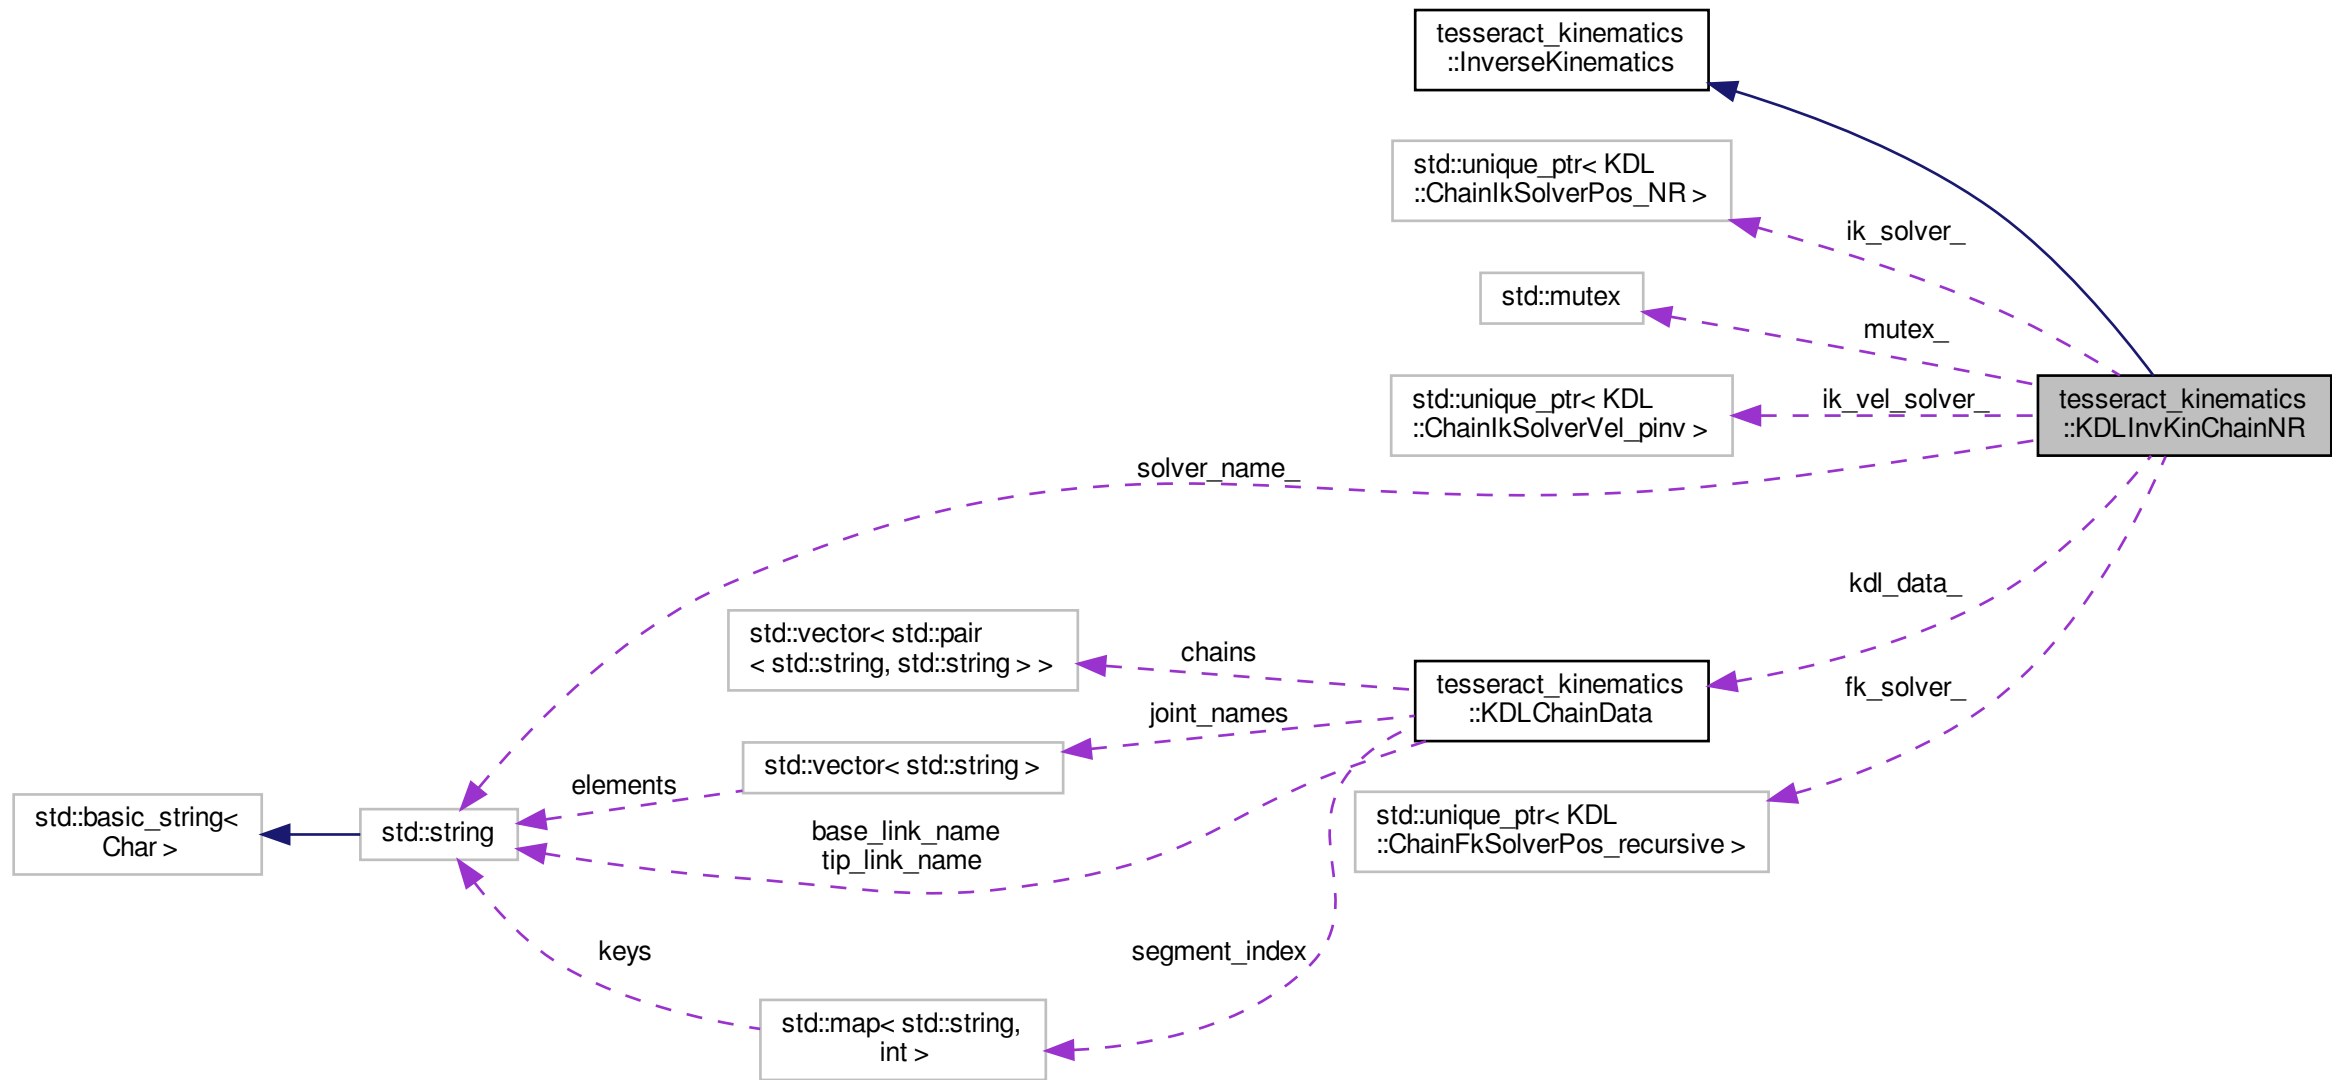 tesseract_kinematics
::InverseKinematics
std::unique_ptr< KDL
::ChainIkSolverPos_NR >
ik_solver_
std::mutex
mutex_
std::unique_ptr< KDL
::ChainIkSolverVel_pinv >
ik_vel_solver_
tesseract_kinematics
::KDLInvKinChainNR
solver_name_
kdl_data_
std::vector< std::pair
< std::string, std::string > >
chains
tesseract_kinematics
::KDLChainData
fk_solver_
joint_names
std::vector< std::string >
elements
std::basic_string<
Char >
std::string
base_link_name
tip_link_name
std::unique_ptr< KDL
::ChainFkSolverPos_recursive >
keys
segment_index
std::map< std::string,
int >